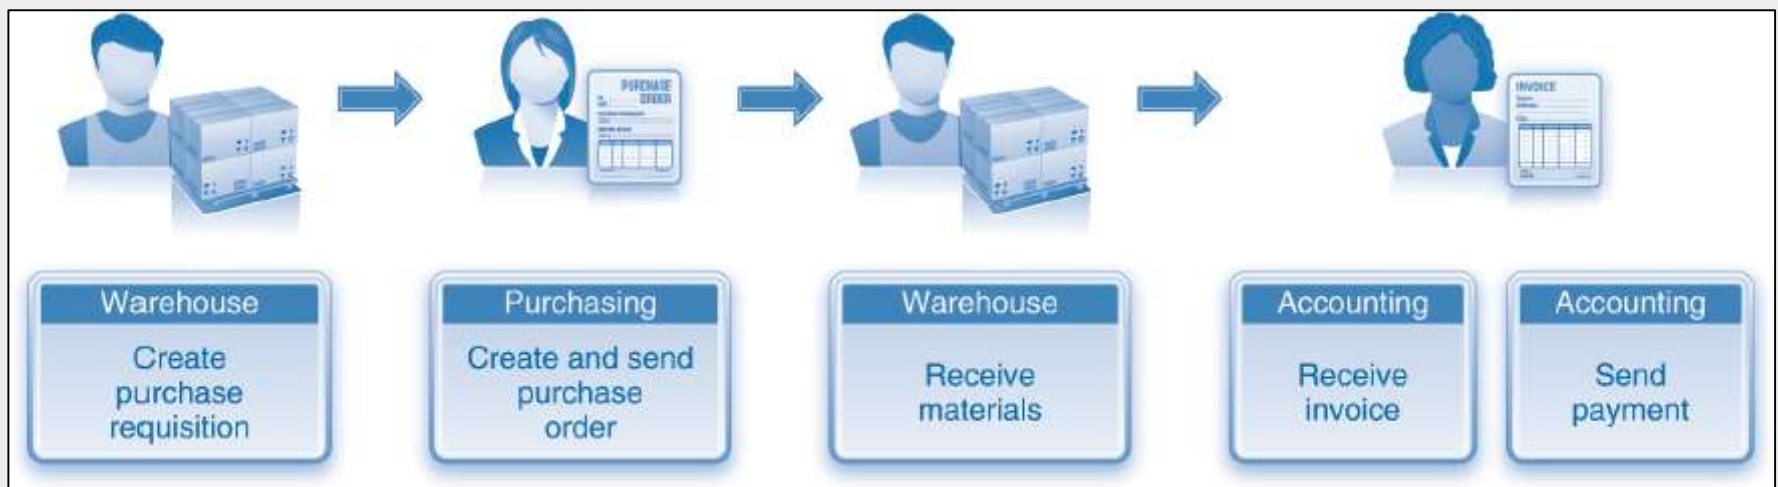 PURCHASE
ORDER
INVOICE
Warehouse
Create
purchase
requisition
Purchasing
Create and send
purchase
order
Warehouse
Receive
materials
Accounting
Receive
invoice
Accounting
Send
payment